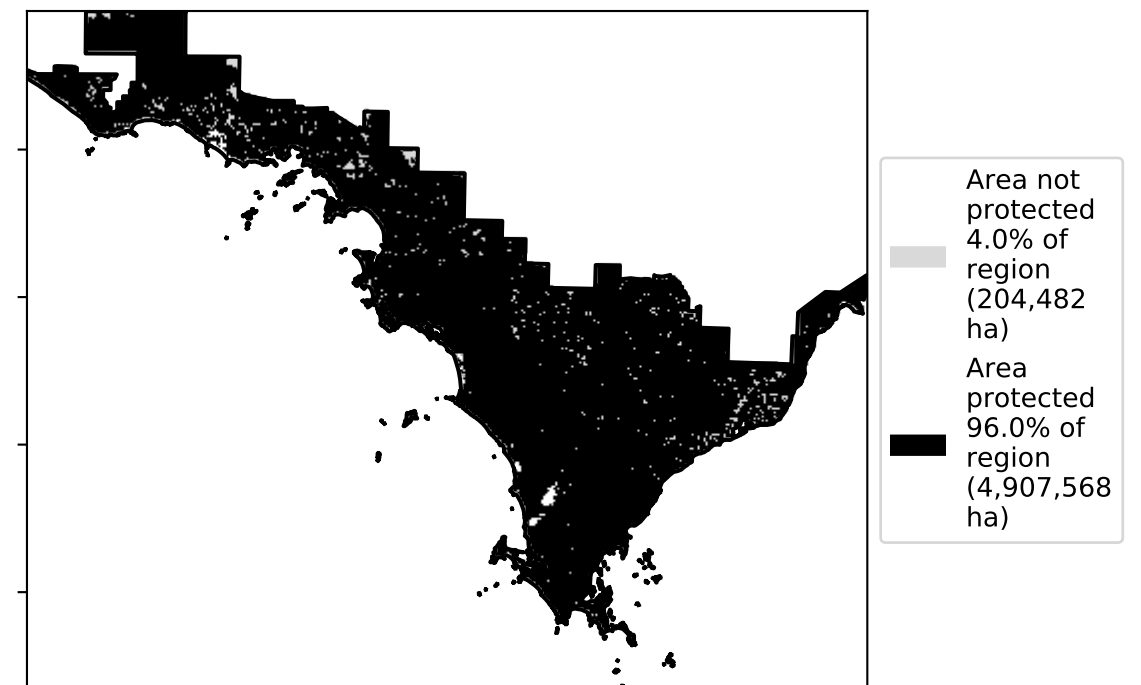 Area not
protected
4.0% of
region
(204,482
ha)
Area
protected
96.0% of
region
(4,907,568
ha)